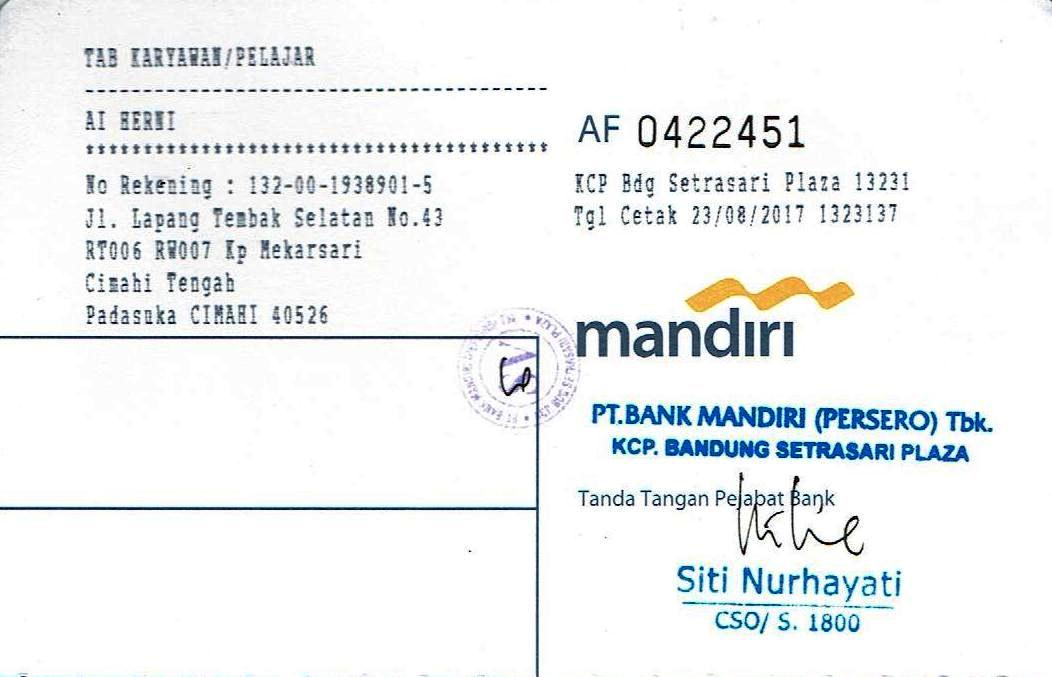 TAB KARYAWAN/PELAJAR
----------------------------------------
AI HERNI
****************************************
No Rekening : 132-00-1938901-5
Jl. Lapang Tembak Selatan No.43
RT006 RW007 Kp Mekarsari
Cimahi Tengah
Padasuka CIMAHI 40526
AF 0422451
KCP Bdg Setrasari Plaza 13231
Tgl Cetak 23/08/2017 1323137
mandiri
PT.BANK MANDIRI (PERSERO) Tbk.
KCP. BANDUNG SETRASARI PLAZA
Tanda Tangan Pejabat Bank
Siti Nurhayati
CSO/ S. 1800